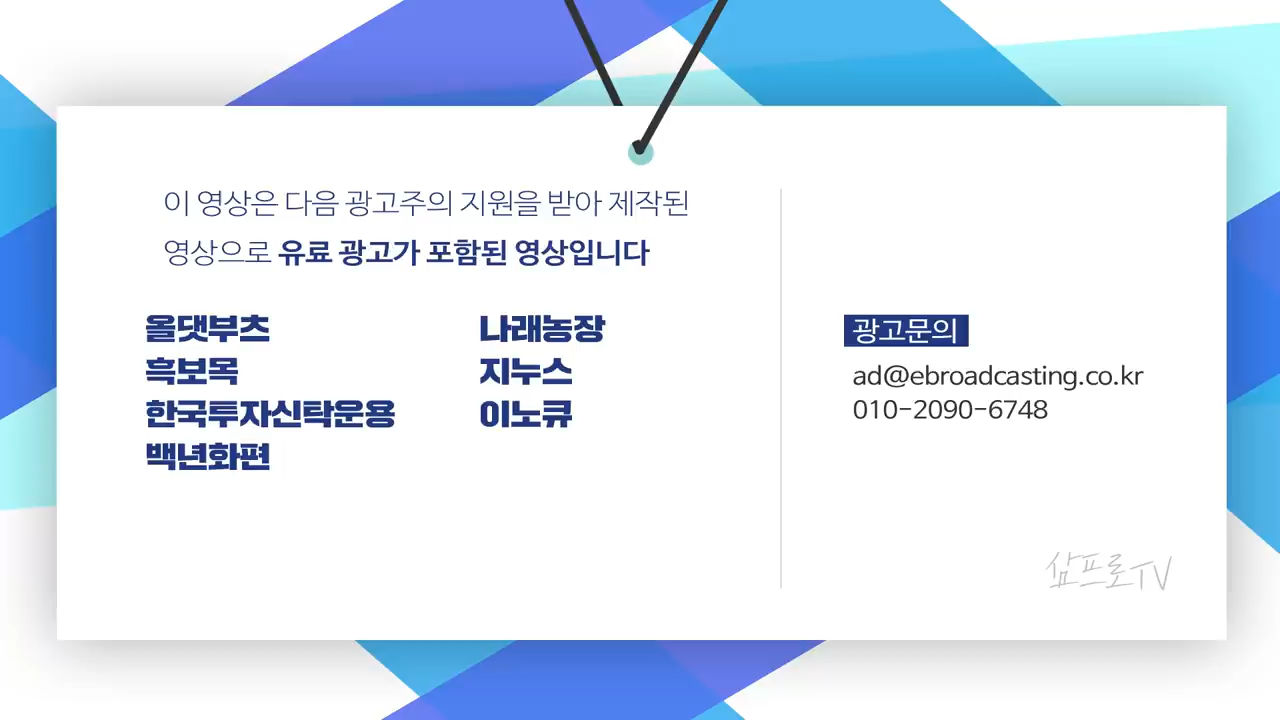 이 영상은 다음 광고주의 지원을 받아 제작된
영상으로 유료 광고가 포함된 영상입니다
올댓부츠
흑보목
한국투자신탁운용
백년화편
나래농장
지누스
이노큐
광고문의
ad@ebroadcasting.co.kr
010-2090-6748
삼프로TV